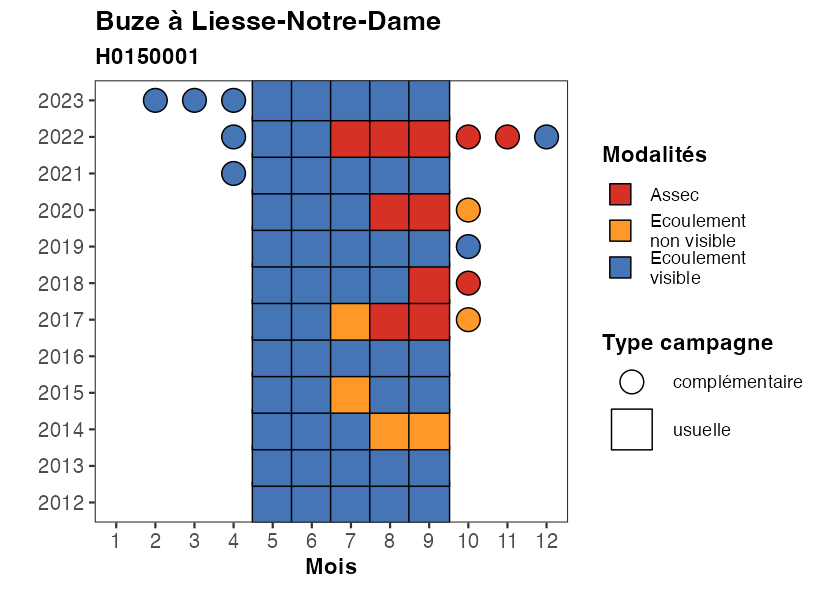 Buze à Liesse-Notre-Dame
H0150001
2023
2022
2021
2020
2019
2018
2017
2016
2015
2014
2013
2012
1 2 3 4 5 6 7 8 9 10 11 12
Mois
Modalités
Assec
Ecoulement
non visible
Ecoulement
visible
Type campagne
complémentaire
usuelle